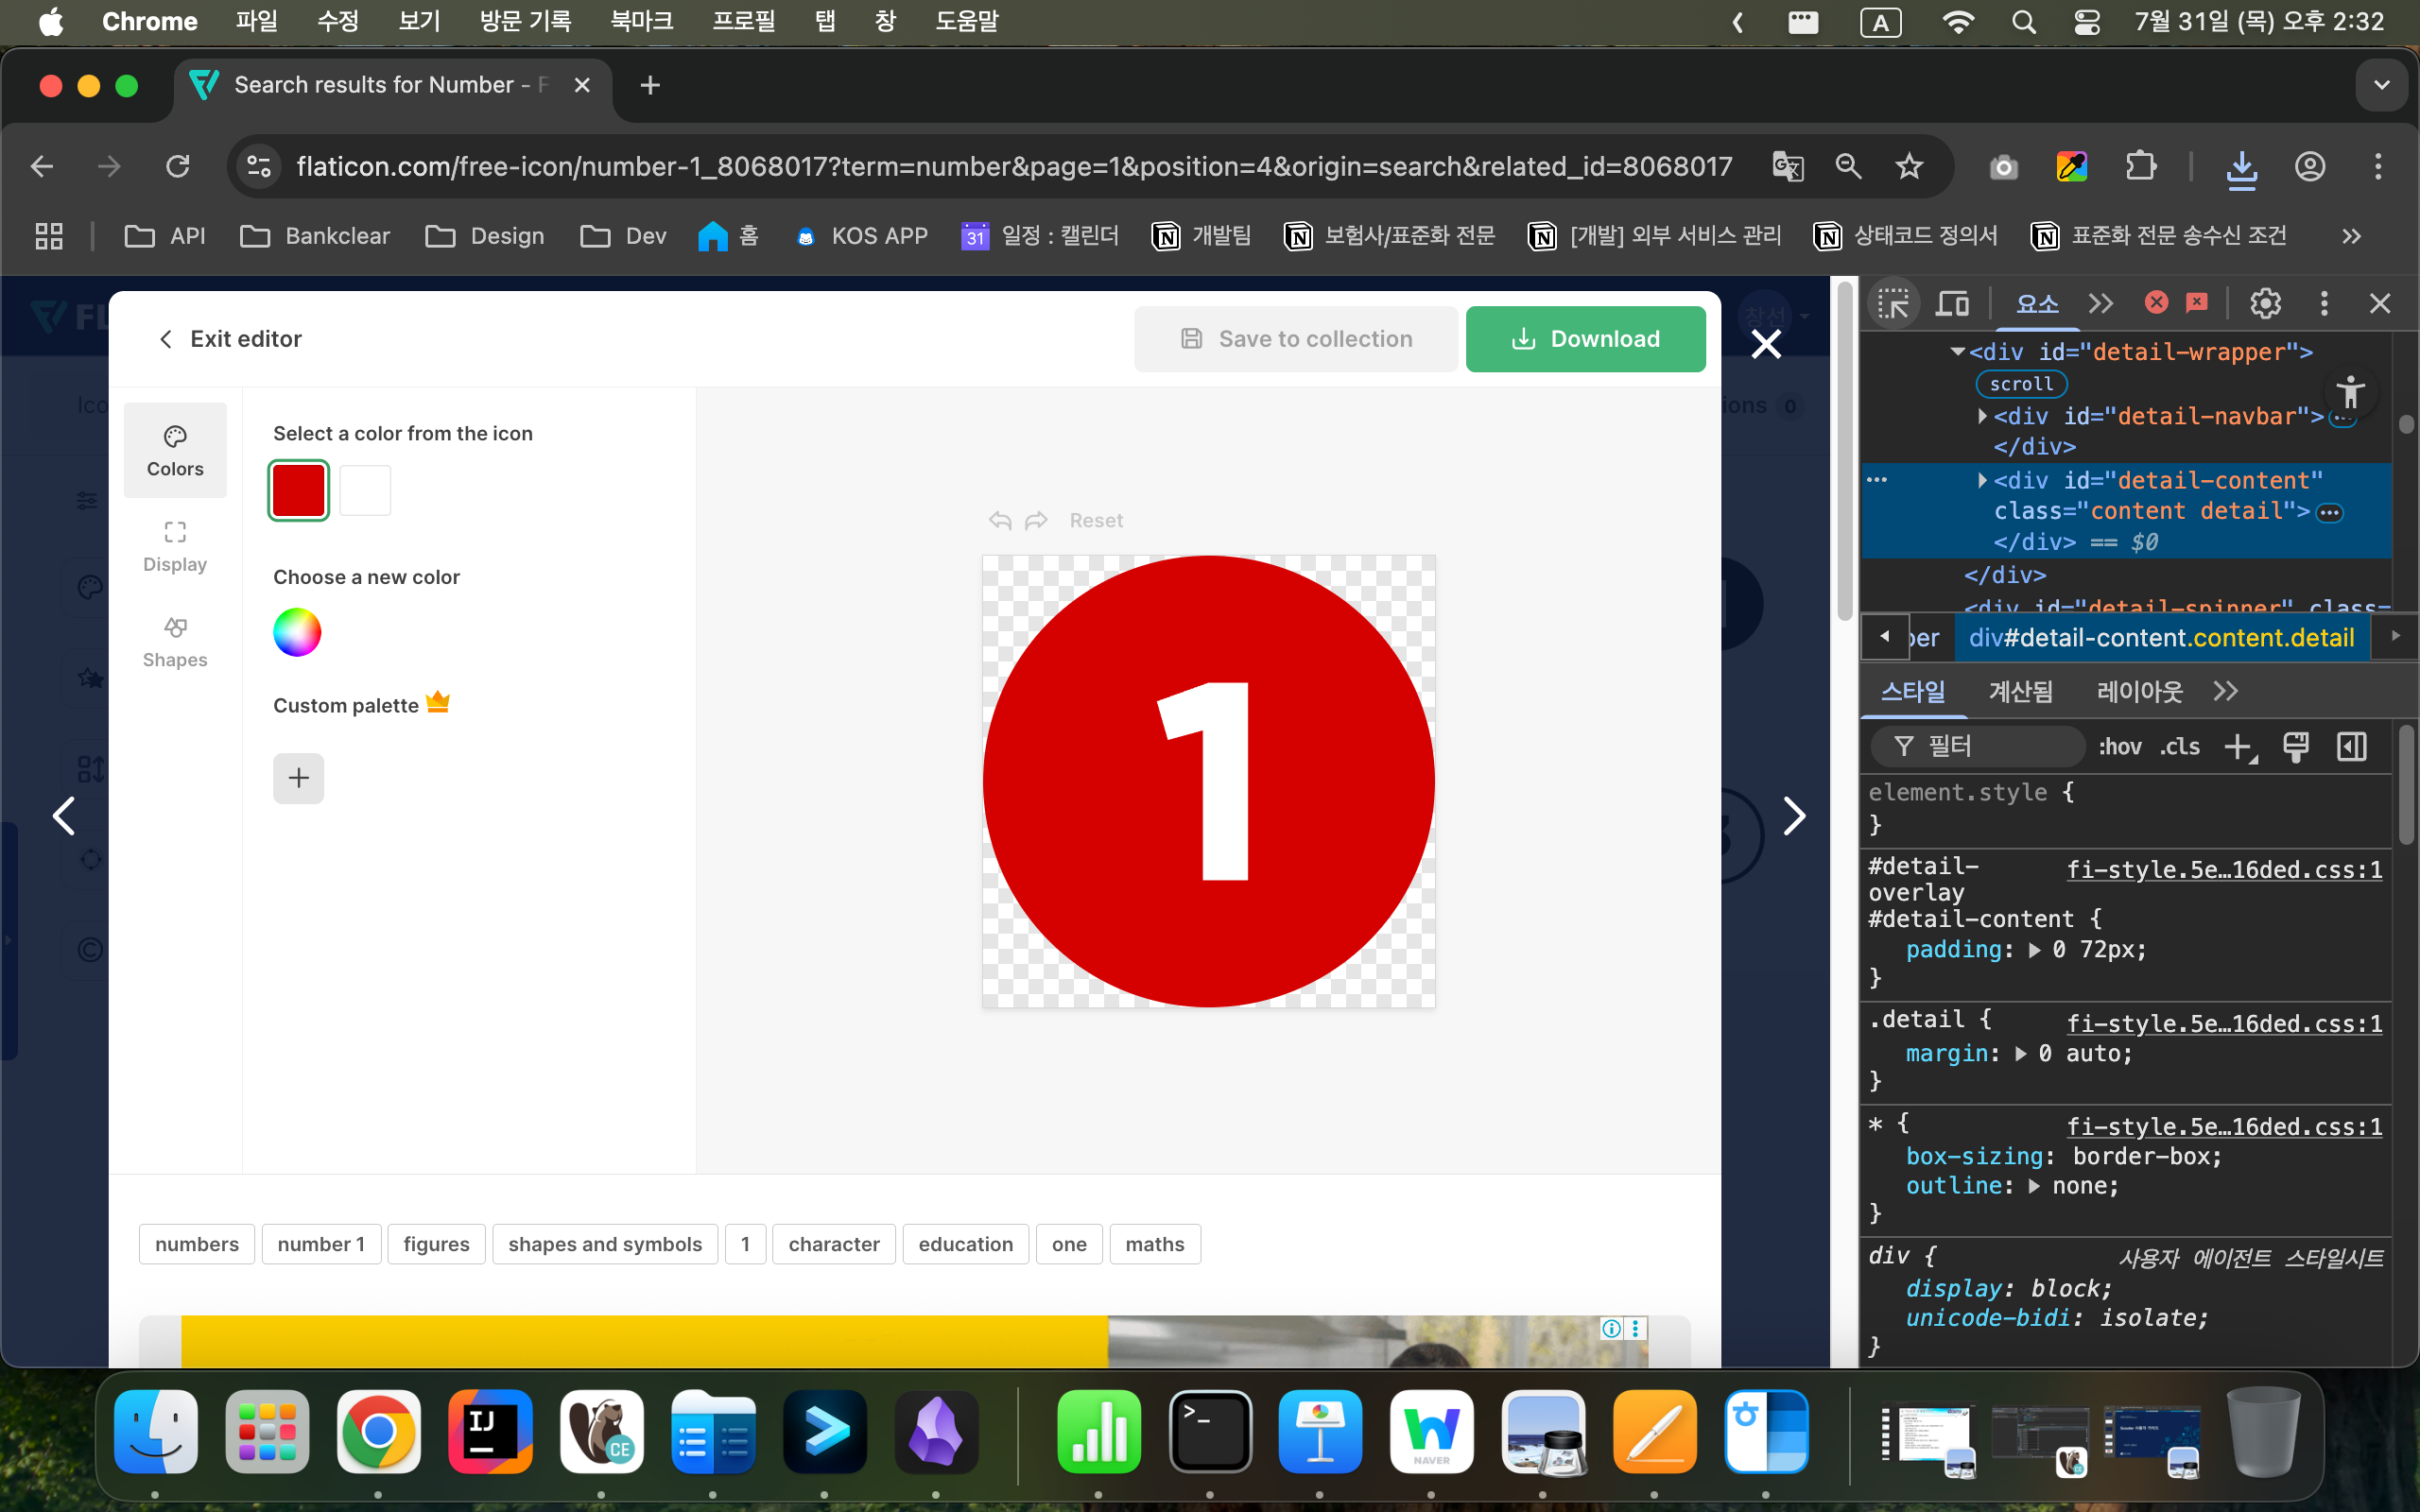 Chrome 파일 수정 보기 방문 기록 북마크 프로필 탭 창 도움말 A 7월 31일 (목) 오후 2:32
Search results for Number - F
flaticon.com/free-icon/number-1_8068017?term=number&page=1&position=4&origin=search&related_id=8068017
API Bankclear Design Dev 홈 KOS APP 31 일정 : 캘린더 개발팀 보험사/표준화 전문 [개발] 외부 서비스 관리 상태코드 정의서 표준화 전문 송수신 조건
Exit editor
Save to collection
Download
Colors
Display
Shapes
Select a color from the icon
Choose a new color
Custom palette
Reset
1
numbers number 1 figures shapes and symbols 1 character education one maths
요소
<div id="detail-wrapper">
scroll
<div id="detail-navbar">
</div>
<div id="detail-content"
class="content detail">
</div> == $0
</div>
<div id="detail-spinner" class=
div#detail-content.content.detail
스타일 계산됨 레이아웃
필터 :hov .cls
element.style {
}
#detail- fi-style.5e…16ded.css:1
overlay
#detail-content {
padding: 0 72px;
}
.detail { fi-style.5e…16ded.css:1
margin: 0 auto;
}
* { fi-style.5e…16ded.css:1
box-sizing: border-box;
outline: none;
}
div { 사용자 에이전트 스타일시트
display: block;
unicode-bidi: isolate;
}
IJ
CE
NAVER